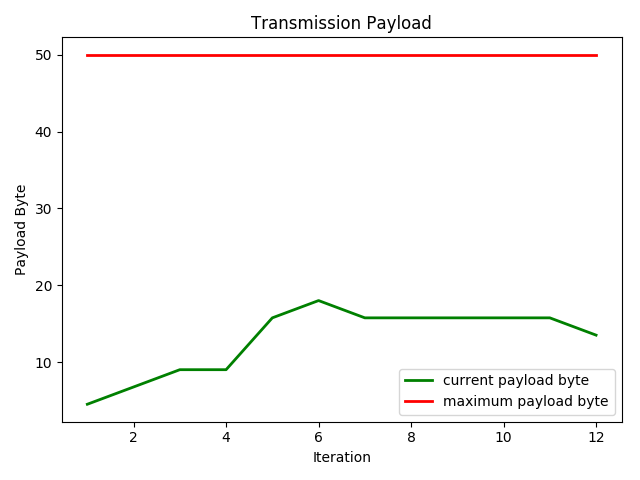 Transmission Payload
Payload Byte
50
40
30
20
10
2 4 6 8 10 12
Iteration
current payload byte
maximum payload byte